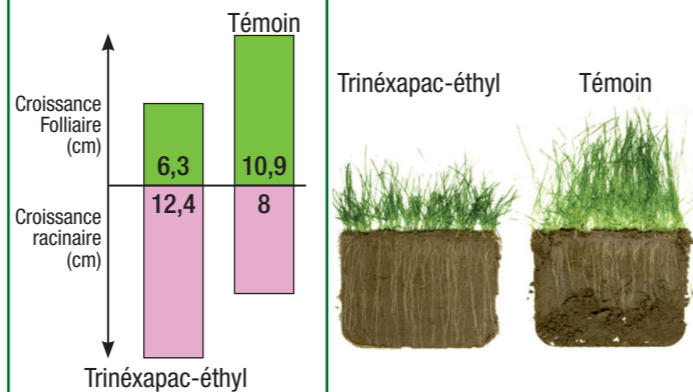 Témoin
Croissance
Folliaire
(cm)
6,3
10,9
12,4
8
Croissance
racinaire
(cm)
Trinéxapac-éthyl
Trinéxapac-éthyl
Témoin